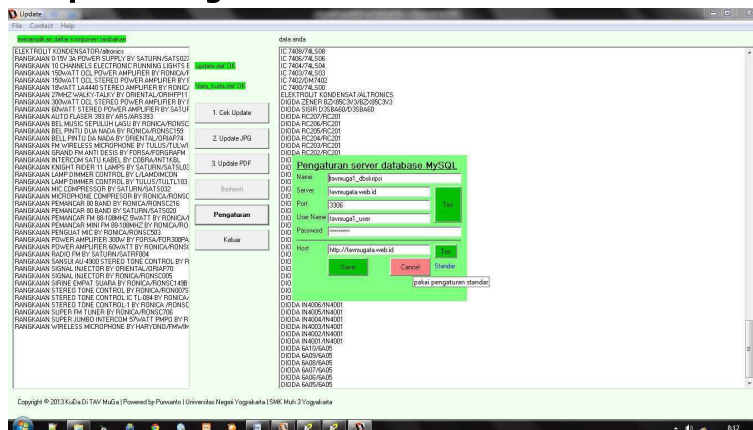 Update
File Contact Help
menampilkan daftar komponen tambahan
data anda
ELEKTROLIT KONDENSATOR/altronics
RANGKAIAN 0-15V 3A POWER SUPPLY BY SATURN/SATS027
RANGKAIAN 10 CHANNEL ELECTRONIC RUNNING LIGHTS
RANGKAIAN 150WATT OCL POWER AMPLIFIER BY RONICA/
RANGKAIAN 150WATT OCL STEREO POWER AMPLIFIER BY
RANGKAIAN 18WATT LA4440 STEREO AMPLIFIER BY RONIC
RANGKAIAN 27MHZ WALKY-TALKY BY ORIENTAL/ORIHFP11
RANGKAIAN 300WATT OCL STEREO POWER AMPLIFIER BY
RANGKAIAN 60WATT STEREO POWER AMPLIFIER BY SATUR
RANGKAIAN AUTO FLASER 393 BY ARS/ARS393
RANGKAIAN BEL MUSIC SEPULUH LAGU BY RONICA/RONSC
RANGKAIAN BEL PINTU DUA NADA BY RONICA/RONSC159
RANGKAIAN BELL PINTU DA NADA BY ORIENTAL/ORIAP74
RANGKAIAN FM WIRELESS MICROPHONE BY TULUS/TULW
RANGKAIAN GRAND FM ANTI DESIS BY FORSA/FORGRAFM
RANGKAIAN INTERCOM SATU KABEL BY COBRA/INT1KBL
RANGKAIAN KNIGHT RIDER 11 LAMPS BY SATURN/SATSL03
RANGKAIAN LAMP DIMMER CONTROL BY L/LAMDIMCON
RANGKAIAN LAMP DIMMER CONTROL BY TULUS/TULTL103
RANGKAIAN MIC COMPRESSOR BY SATURN/SATS032
RANGKAIAN MICROPHONE COMPRESOR BY RONICA/RONSC
RANGKAIAN PEMANCAR 80 BAND BY RONICA/RONSC216
RANGKAIAN PEMANCAR 80 BAND BY SATURN/SATS020
RANGKAIAN PEMANCAR FM 88-108MHZ 5WATT BY RONICA/
RANGKAIAN PEMANCAR MINI FM 88-108MHZ BY RONICA/RO
RANGKAIAN PENGUAT MIC BY RONICA/RONSC503
RANGKAIAN POWER AMPLIFIER 300W BY FORSA/FOR300PA
RANGKAIAN POWER AMPLIFIER 60WATT BY RONICA/RONS
RANGKAIAN RADIO FM BY SATURN/SATRF004
RANGKAIAN SANSUI AU-4900 STEREO TONE CONTROL BY R
RANGKAIAN SIGNAL INJECTOR BY ORIENTAL/ORIAP70
RANGKAIAN SIGNAL INJECTOR BY RONICA/RONSC005
RANGKAIAN SIRINE EMPAT SUARA BY RONICA/RONSC149B
RANGKAIAN STEREO TONE CONTROL BY RONICA/RON007S
RANGKAIAN STEREO TONE CONTROL IC TL-084 BY RONICA/
RANGKAIAN STEREO TONE CONTROL-1 BY RONICA /RONSC
RANGKAIAN SUPER FM TUNER BY RONICA/RONSC706
RANGKAIAN SUPER JUMBO INTERCOM 57WATT PMPO BY R
RANGKAIAN WIRELESS MICROPHONE BY HARYONO/FMWIM
update.daf OK
data_kuda.daf OK
1. Cek Update
2. Update JPG
3. Update PDF
Berhenti
Pengaturan
Keluar
IC 7408/74LS08
IC 7406/74LS06
IC 7404/74LS04
IC 7403/74LS03
IC 7402/DM7402
IC 7400/74LS00
ELEKTROLIT KONDENSAT/ALTRONICS
DIODA ZENER BZX85C3V3/BZX85C3V3
DIODA SISIR D3SBA60/D3SBA60
DIODA RC207/RC201
DIODA RC206/RC201
DIODA RC205/RC201
DIODA RC204/RC201
DIODA RC203/RC201
DIODA RC202/RC201
Pengaturan server database MySQL
Name tavmuga1_dbskripsi
Server tavmugata.web.id
Port 3306
Tes
User Name tavmuga1_user
Password
Host http://tavmugata.web.id
Tes
Save Cancel Standar
pakai pengaturan standar
DIODA IN4006/IN4001
DIODA IN4005/IN4001
DIODA IN4004/IN4001
DIODA IN4003/IN4001
DIODA IN4002/IN4001
DIODA IN4001/IN4001
DIODA 6A10/6A05
DIODA 6A09/6A05
DIODA 6A08/6A05
DIODA 6A07/6A05
DIODA 6A06/6A05
DIODA 6A05/6A05
Copyright © 2013 KuDa Di TAV MuGa | Powered by Purwanto | Universitas Negeri Yogyakarta | SMK Muh 3 Yogyakarta
8:12